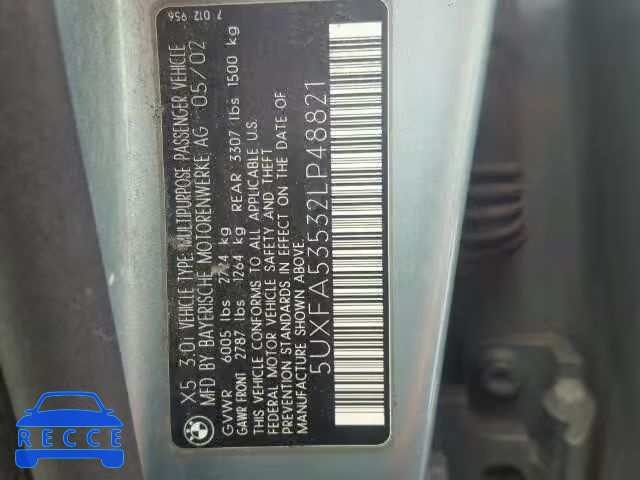 7 012 956
X5 3.0i VEHICLE TYPE: MULTIPURPOSE PASSENGER VEHICLE
MFD BY BAYERISCHE MOTORENWERKE AG 05/02
GVWR 6005 lbs 2724 kg
GAWR FRONT 2787 lbs 1264 kg REAR 3307 lbs 1500 kg
THIS VEHICLE CONFORMS TO ALL APPLICABLE U.S.
FEDERAL MOTOR VEHICLE SAFETY AND THEFT
PREVENTION STANDARDS IN EFFECT ON DATE OF
MANUFACTURE SHOWN ABOVE.
5UXFA53532LP48821
RECCE